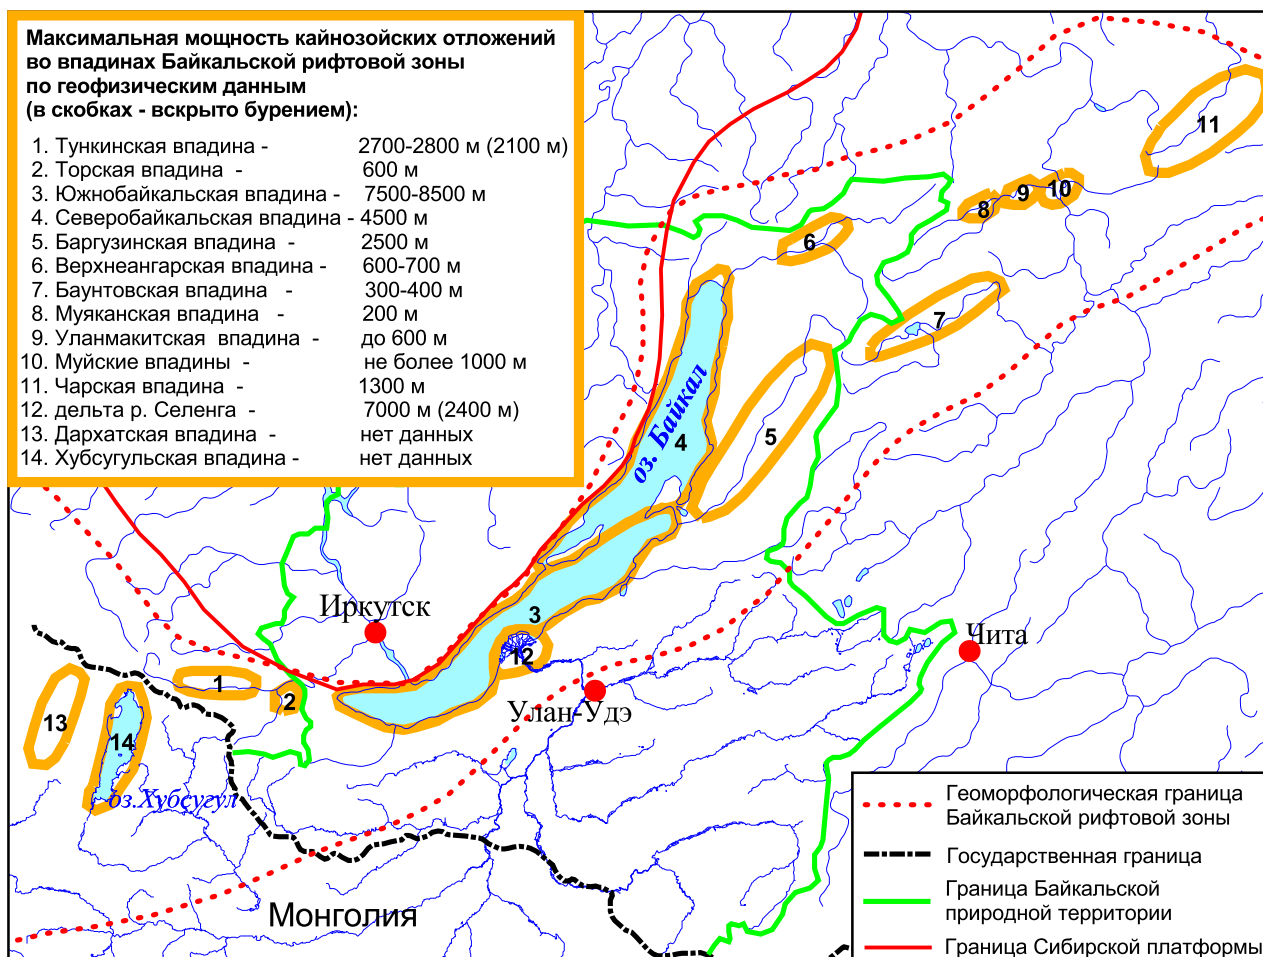 Максимальная мощность кайнозойских отложений
во впадинах Байкальской рифтовой зоны
по геофизическим данным
(в скобках - вскрыто бурением):
1. Тункинская впадина - 2700-2800 м (2100 м)
2. Торская впадина - 600 м
3. Южнобайкальская впадина - 7500-8500 м
4. Северобайкальская впадина - 4500 м
5. Баргузинская впадина - 2500 м
6. Верхнеангарская впадина - 600-700 м
7. Баунтовская впадина - 300-400 м
8. Муяканская впадина - 200 м
9. Уланмакитская впадина - до 600 м
10. Муйские впадины - не более 1000 м
11. Чарская впадина - 1300 м
12. дельта р. Селенга - 7000 м (2400 м)
13. Дархатская впадина - нет данных
14. Хубсугульская впадина - нет данных
11
10
9
8
6
7
оз. Байкал
4
5
3
Иркутск
12
Чита
1
2
Улан-Удэ
13
14
оз.Хубсугул
Монголия
Геоморфологическая граница
Байкальской рифтовой зоны
Государственная граница
Граница Байкальской
природной территории
Граница Сибирской платформы